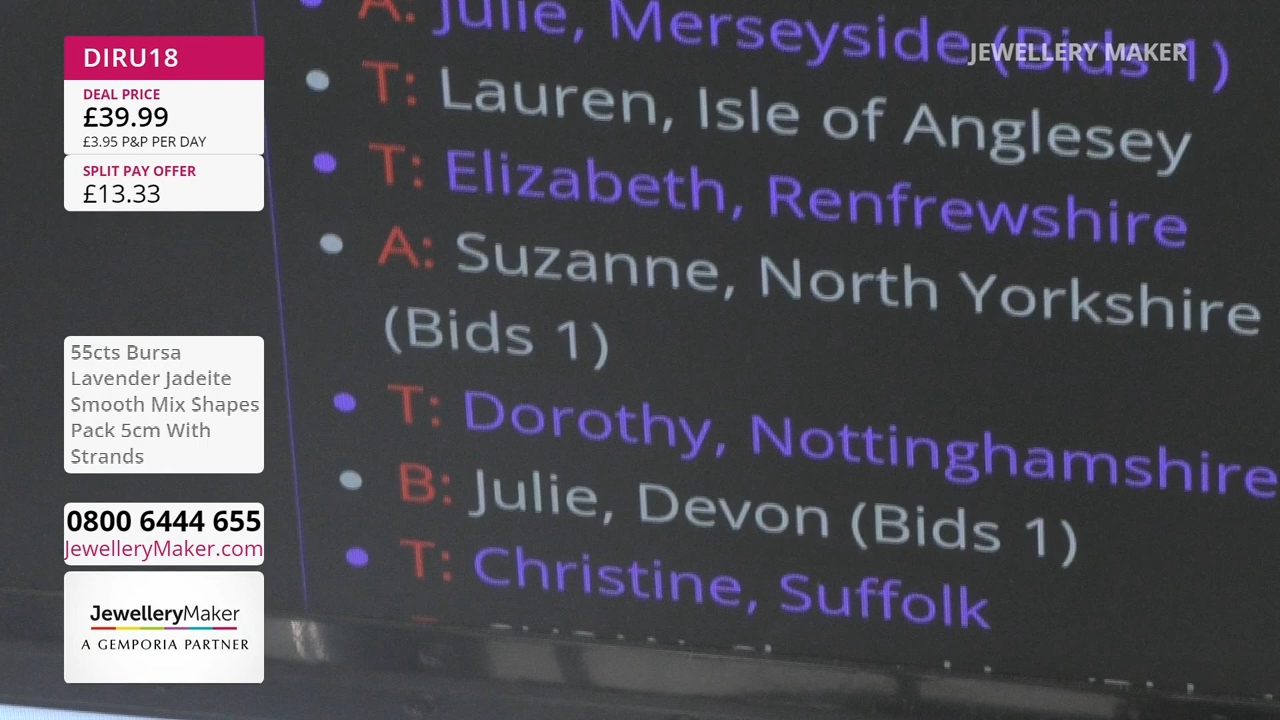 DIRU18
DEAL PRICE
£39.99
£3.95 P&P PER DAY
SPLIT PAY OFFER
£13.33
55cts Bursa
Lavender Jadeite
Smooth Mix Shapes
Pack 5cm With
Strands
0800 6444 655
JewelleryMaker.com
JewelleryMaker
A GEMPORIA PARTNER
JEWELLERY MAKER
A: Julie, Merseyside (Bids 1)
T: Lauren, Isle of Anglesey
T: Elizabeth, Renfrewshire
A: Suzanne, North Yorkshire
(Bids 1)
T: Dorothy, Nottinghamshire
B: Julie, Devon (Bids 1)
T: Christine, Suffolk